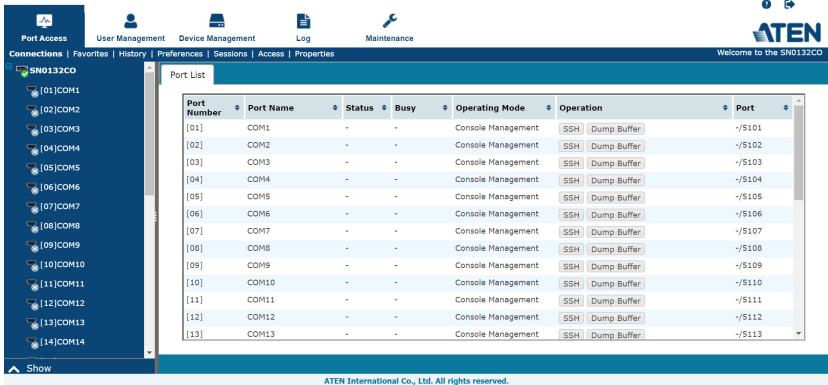 Port Access User Management Device Management Log Maintenance
ATEN
Connections | Favorites | History | Preferences | Sessions | Access | Properties Welcome to the SN0132CO
SN0132CO
[01]COM1
[02]COM2
[03]COM3
[04]COM4
[05]COM5
[06]COM6
[07]COM7
[08]COM8
[09]COM9
[10]COM10
[11]COM11
[12]COM12
[13]COM13
[14]COM14
Show
Port List
Port Number Port Name Status Busy Operating Mode Operation Port
[01] COM1 - - Console Management SSH Dump Buffer -/5101
[02] COM2 - - Console Management SSH Dump Buffer -/5102
[03] COM3 - - Console Management SSH Dump Buffer -/5103
[04] COM4 - - Console Management SSH Dump Buffer -/5104
[05] COM5 - - Console Management SSH Dump Buffer -/5105
[06] COM6 - - Console Management SSH Dump Buffer -/5106
[07] COM7 - - Console Management SSH Dump Buffer -/5107
[08] COM8 - - Console Management SSH Dump Buffer -/5108
[09] COM9 - - Console Management SSH Dump Buffer -/5109
[10] COM10 - - Console Management SSH Dump Buffer -/5110
[11] COM11 - - Console Management SSH Dump Buffer -/5111
[12] COM12 - - Console Management SSH Dump Buffer -/5112
[13] COM13 - - Console Management SSH Dump Buffer -/5113
ATEN International Co., Ltd. All rights reserved.